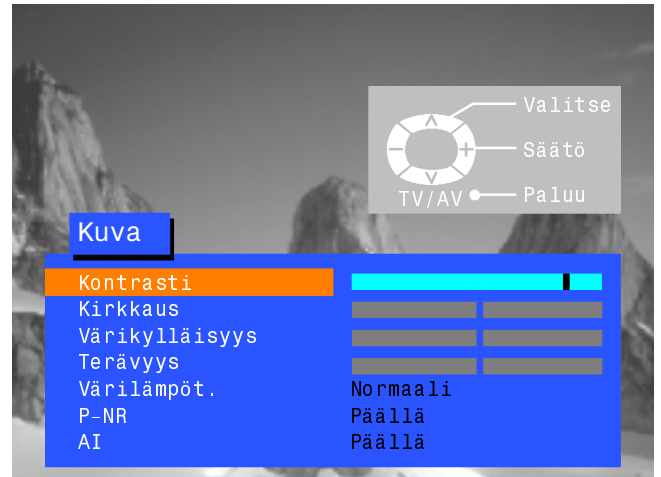 Valitse
Säätö
TV/AV Paluu
Kuva
Kontrasti
Kirkkaus
Värikylläisyys
Terävyys
Värilämpöt. Normaali
P-NR Päällä
AI Päällä